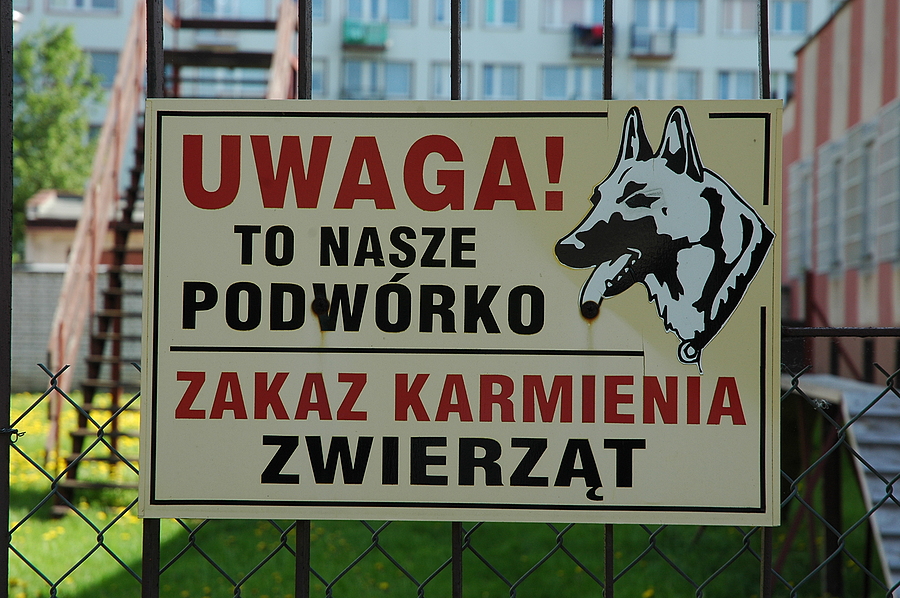 UWAGA!
TO NASZE
PODWÓRKO
ZAKAZ KARMIENIA
ZWIERZĄT